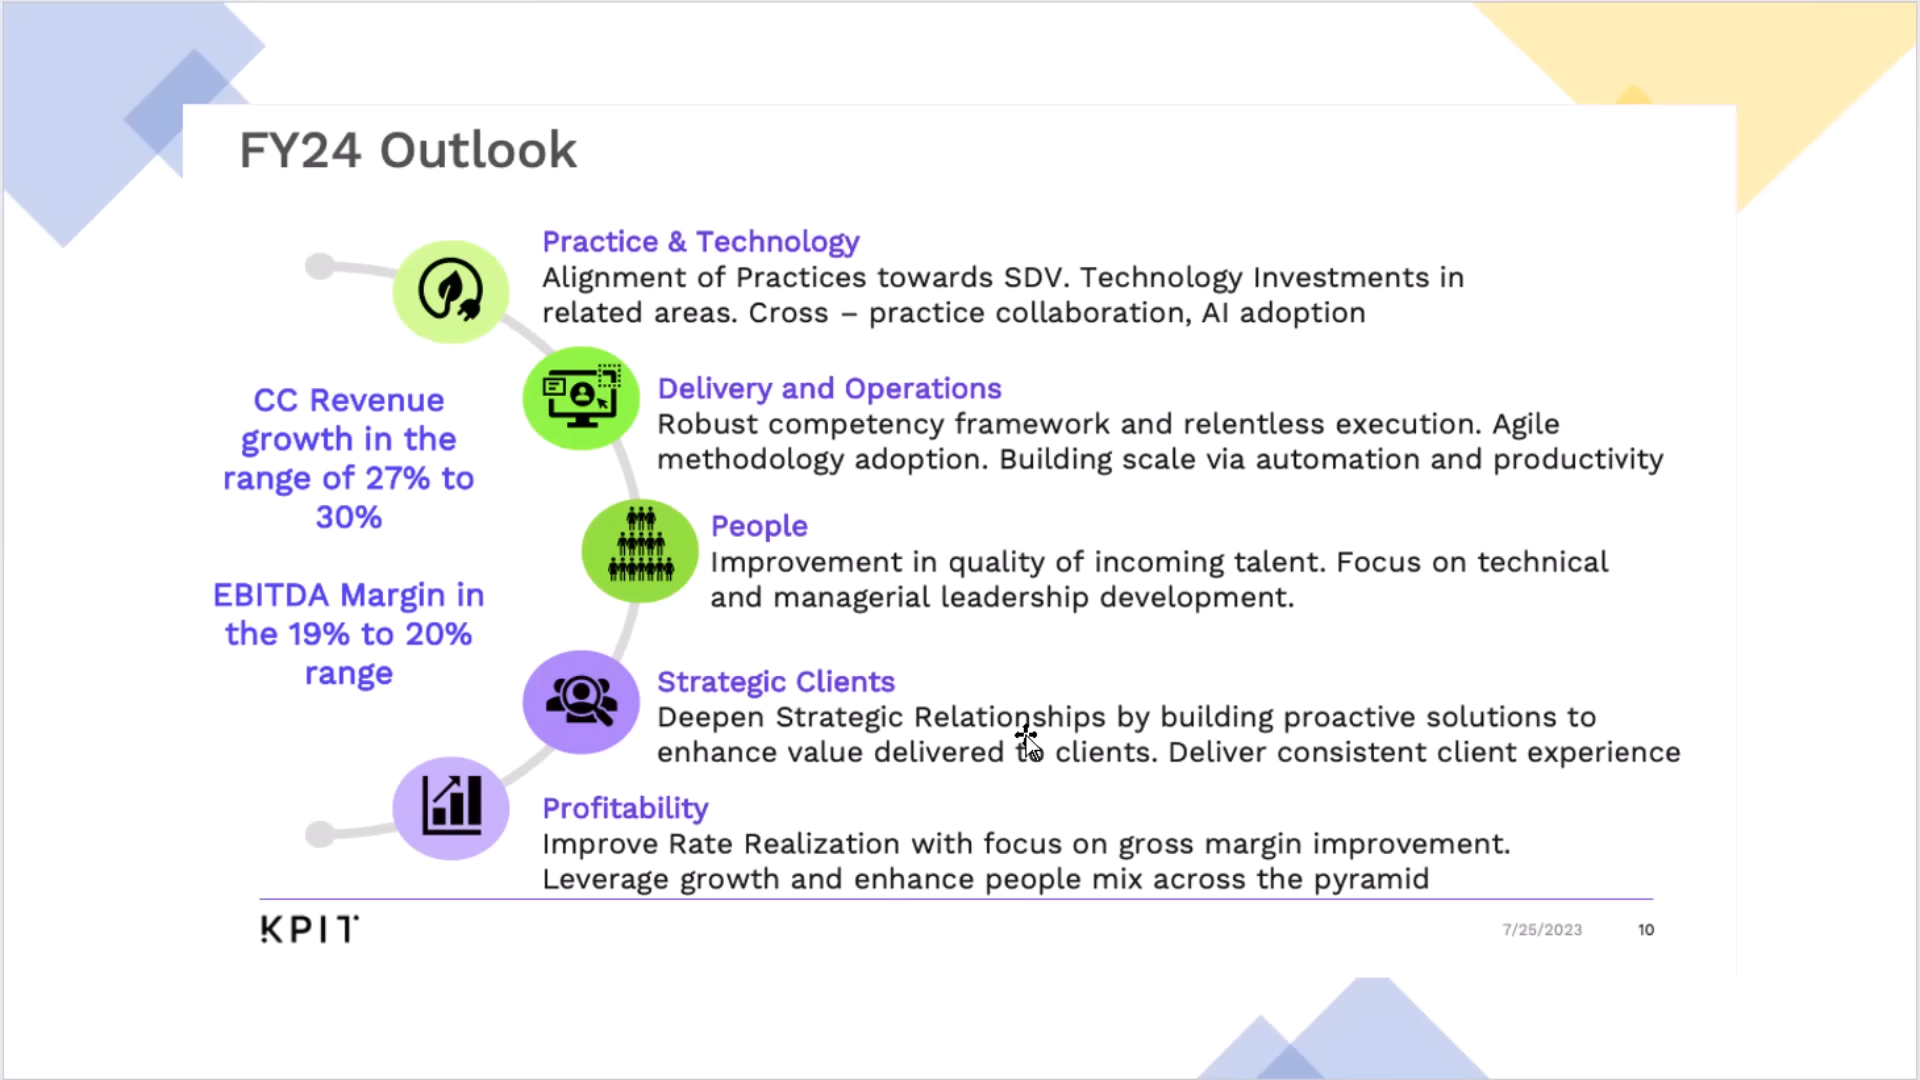 FY24 Outlook
Practice & Technology
Alignment of Practices towards SDV. Technology Investments in
related areas. Cross – practice collaboration, AI adoption
CC Revenue
growth in the
range of 27% to
30%
EBITDA Margin in
the 19% to 20%
range
Delivery and Operations
Robust competency framework and relentless execution. Agile
methodology adoption. Building scale via automation and productivity
People
Improvement in quality of incoming talent. Focus on technical
and managerial leadership development.
Strategic Clients
Deepen Strategic Relationships by building proactive solutions to
enhance value delivered to clients. Deliver consistent client experience
Profitability
Improve Rate Realization with focus on gross margin improvement.
Leverage growth and enhance people mix across the pyramid
KPIT
7/25/2023
10